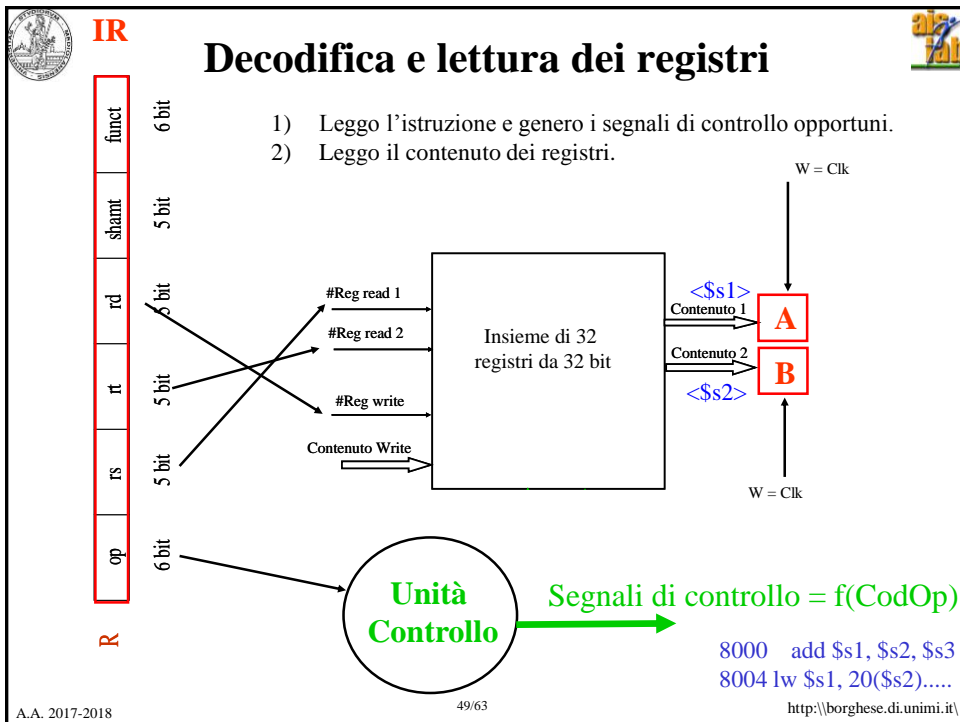 IR
Decodifica e lettura dei registri
1) Leggo l'istruzione e genero i segnali di controllo opportuni.
2) Leggo il contenuto dei registri.
W = Clk
funct 6 bit
shamt 5 bit
rd 5 bit
rt 5 bit
rs 5 bit
op 6 bit
R
#Reg read 1
#Reg read 2
#Reg write
Contenuto Write
Insieme di 32
registri da 32 bit
<$s1>
Contenuto 1
A
Contenuto 2
B
<$s2>
W = Clk
Unità
Controllo
Segnali di controllo = f(CodOp)
8000 add $s1, $s2, $s3
8004 lw $s1, 20($s2).....
A.A. 2017-2018
49/63
http:\\borghese.di.unimi.it\